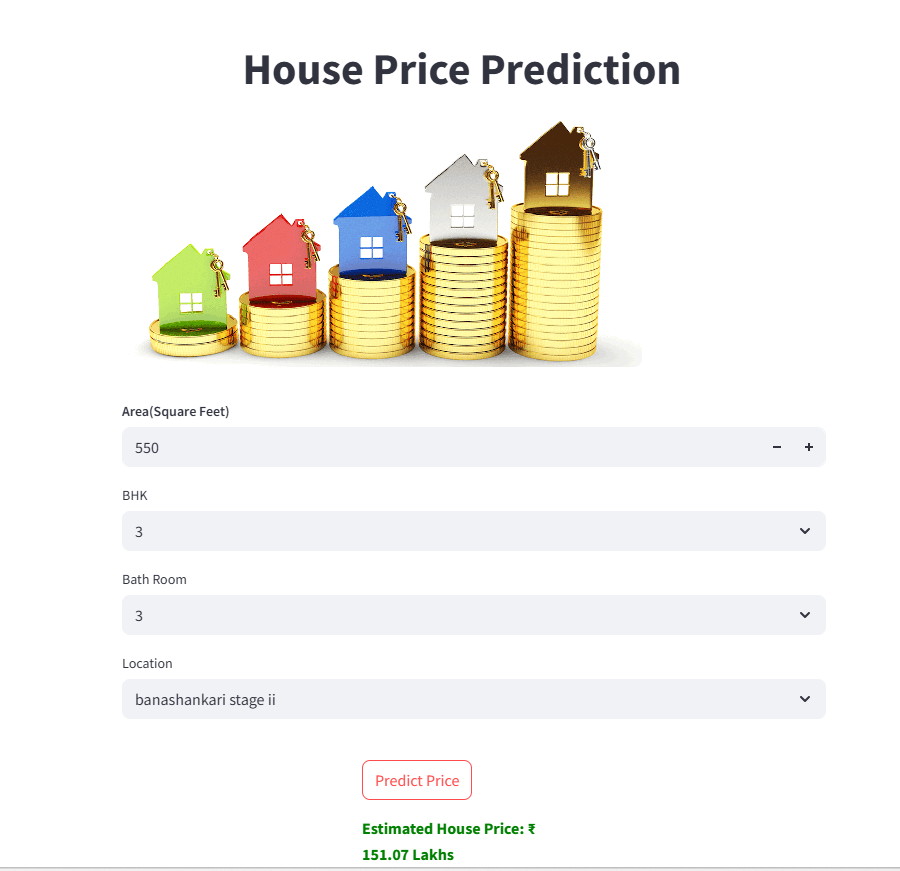 House Price Prediction
Area(Square Feet)
550
BHK
3
Bath Room
3
Location
banashankari stage ii
Predict Price
Estimated House Price: ₹
151.07 Lakhs